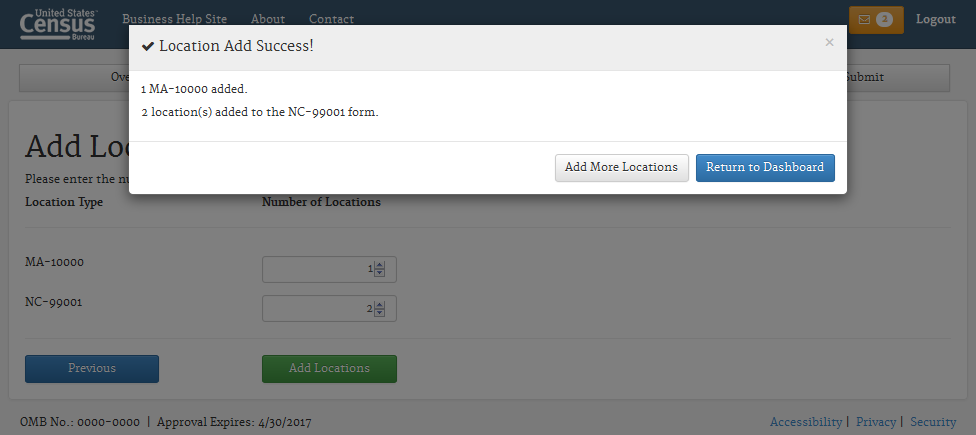 United States™
Census
Bureau
Business Help Site About Contact
2 Logout
Location Add Success! ×
1 MA-10000 added.
2 location(s) added to the NC-99001 form.
Add More Locations Return to Dashboard
Ove
Submit
Add Loc
Please enter the nu
Location Type Number of Locations
MA-10000 1
NC-99001 2
Previous Add Locations
OMB No.: 0000-0000 | Approval Expires: 4/30/2017 Accessibility | Privacy | Security